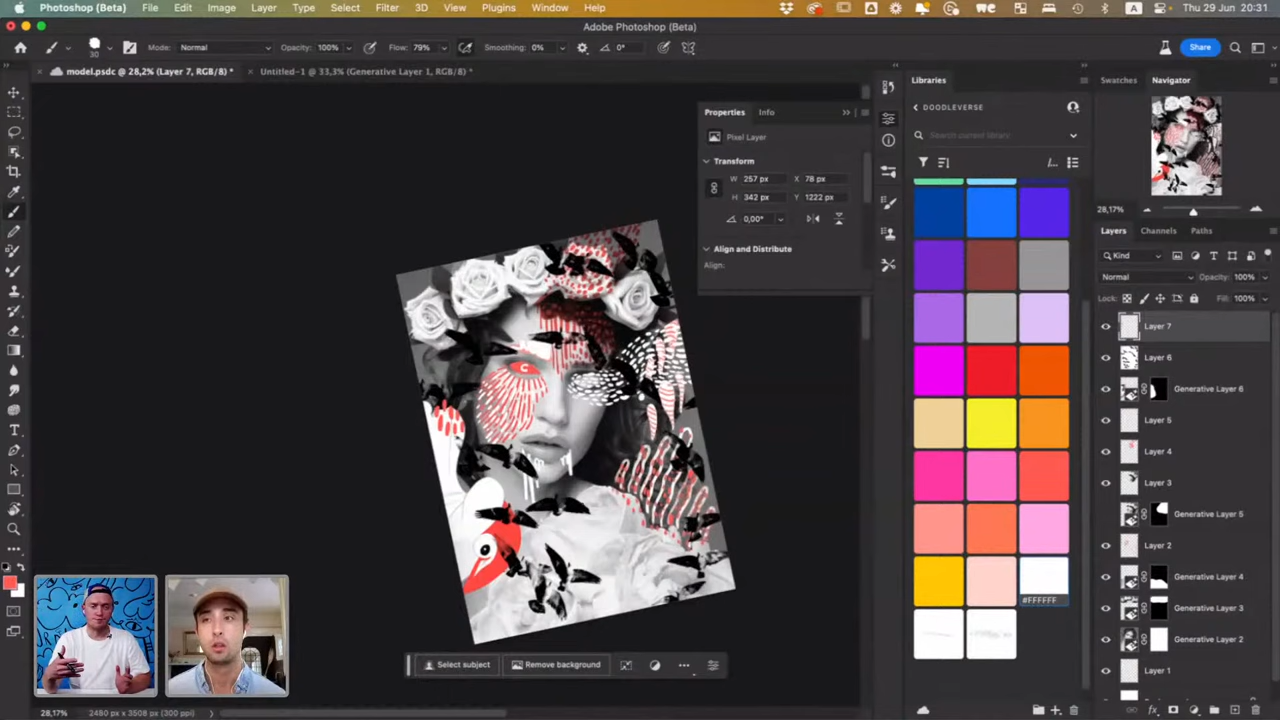 Photoshop (Beta) File Edit Image Layer Type Select Filter 3D View Plugins Window Help A Thu 29 Jun 20:31
Adobe Photoshop (Beta)
30 Mode: Normal Opacity: 100% Flow: 79% Smoothing: 0% 0° Share
model.psdc @ 28,2% (Layer 7, RGB/8) * Untitled-1 @ 33,3% (Generative Layer 1, RGB/8) *
Properties Info
Pixel Layer
Transform
W 257 px X 78 px
H 342 px Y 1222 px
0,00°
Align and Distribute
Align:
Libraries
DOODLEVERSE
Search current library
#FFFFFF
Swatches Navigator
28,17%
Layers Channels Paths
Kind
Normal Opacity: 100%
Lock: Fill: 100%
Layer 7
Layer 6
Generative Layer 6
Layer 5
Layer 4
Layer 3
Generative Layer 5
Layer 2
Generative Layer 4
Generative Layer 3
Generative Layer 2
Layer 1
C
Select subject Remove background
28,17% 2480 px x 3508 px (300 ppi)